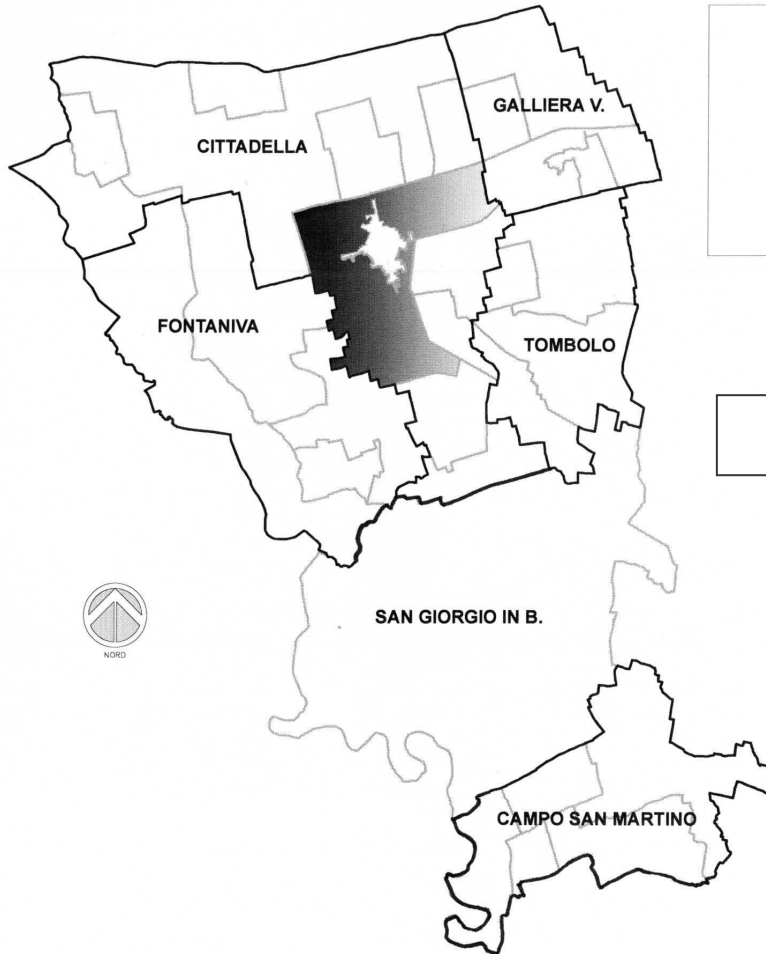 GALLIERA V.
CITTADELLA
FONTANIVA
TOMBOLO
SAN GIORGIO IN B.
NORD
CAMPO SAN MARTINO